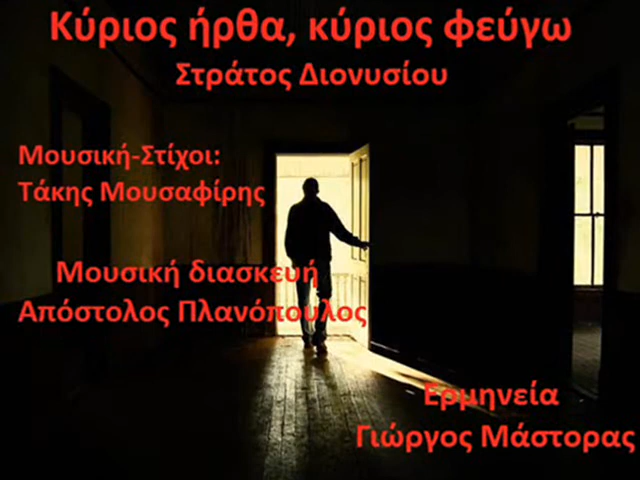 Κύριος ήρθα, κύριος φεύγω
Στράτος Διονυσίου
Μουσική-Στίχοι:
Τάκης Μουσαφίρης
Μουσική διασκευή
Απόστολος Πλανόπουλος
Ερμηνεία
Γιώργος Μάστορας